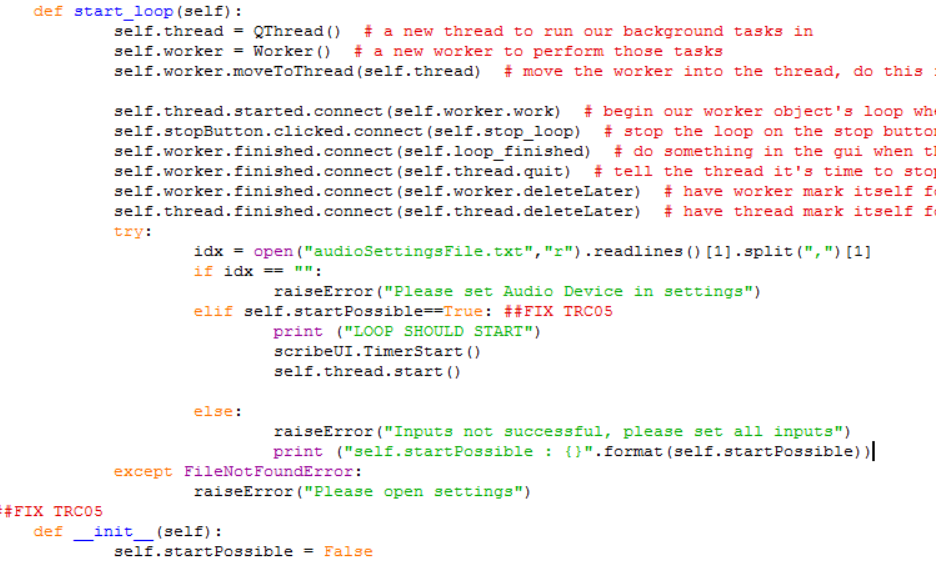 def start_loop(self):
self.thread = QThread()  # a new thread to run our background tasks in
self.worker = Worker()  # a new worker to perform those tasks
self.worker.moveToThread(self.thread)  # move the worker into the thread, do this
self.thread.started.connect(self.worker.work)  # begin our worker object's loop
self.stopButton.clicked.connect(self.stop_loop)  # stop the loop on the stop
self.worker.finished.connect(self.loop_finished)  # do something in the gui when
self.worker.finished.connect(self.thread.quit)  # tell the thread it's time to
self.worker.finished.connect(self.worker.deleteLater)  # have worker mark itself
self.thread.finished.connect(self.thread.deleteLater)  # have thread mark itself
try:
idx = open("audioSettingsFile.txt","r").readlines()[1].split(",")[1]
if idx == "":
raiseError("Please set Audio Device in settings")
elif self.startPossible==True: ##FIX TRC05
print ("LOOP SHOULD START")
scribeUI.TimerStart()
self.thread.start()
else:
raiseError("Inputs not successful, please set all inputs")
print ("self.startPossible : {}".format(self.startPossible))
except FileNotFoundError:
raiseError("Please open settings")
##FIX TRC05
def __init__(self):
self.startPossible = False